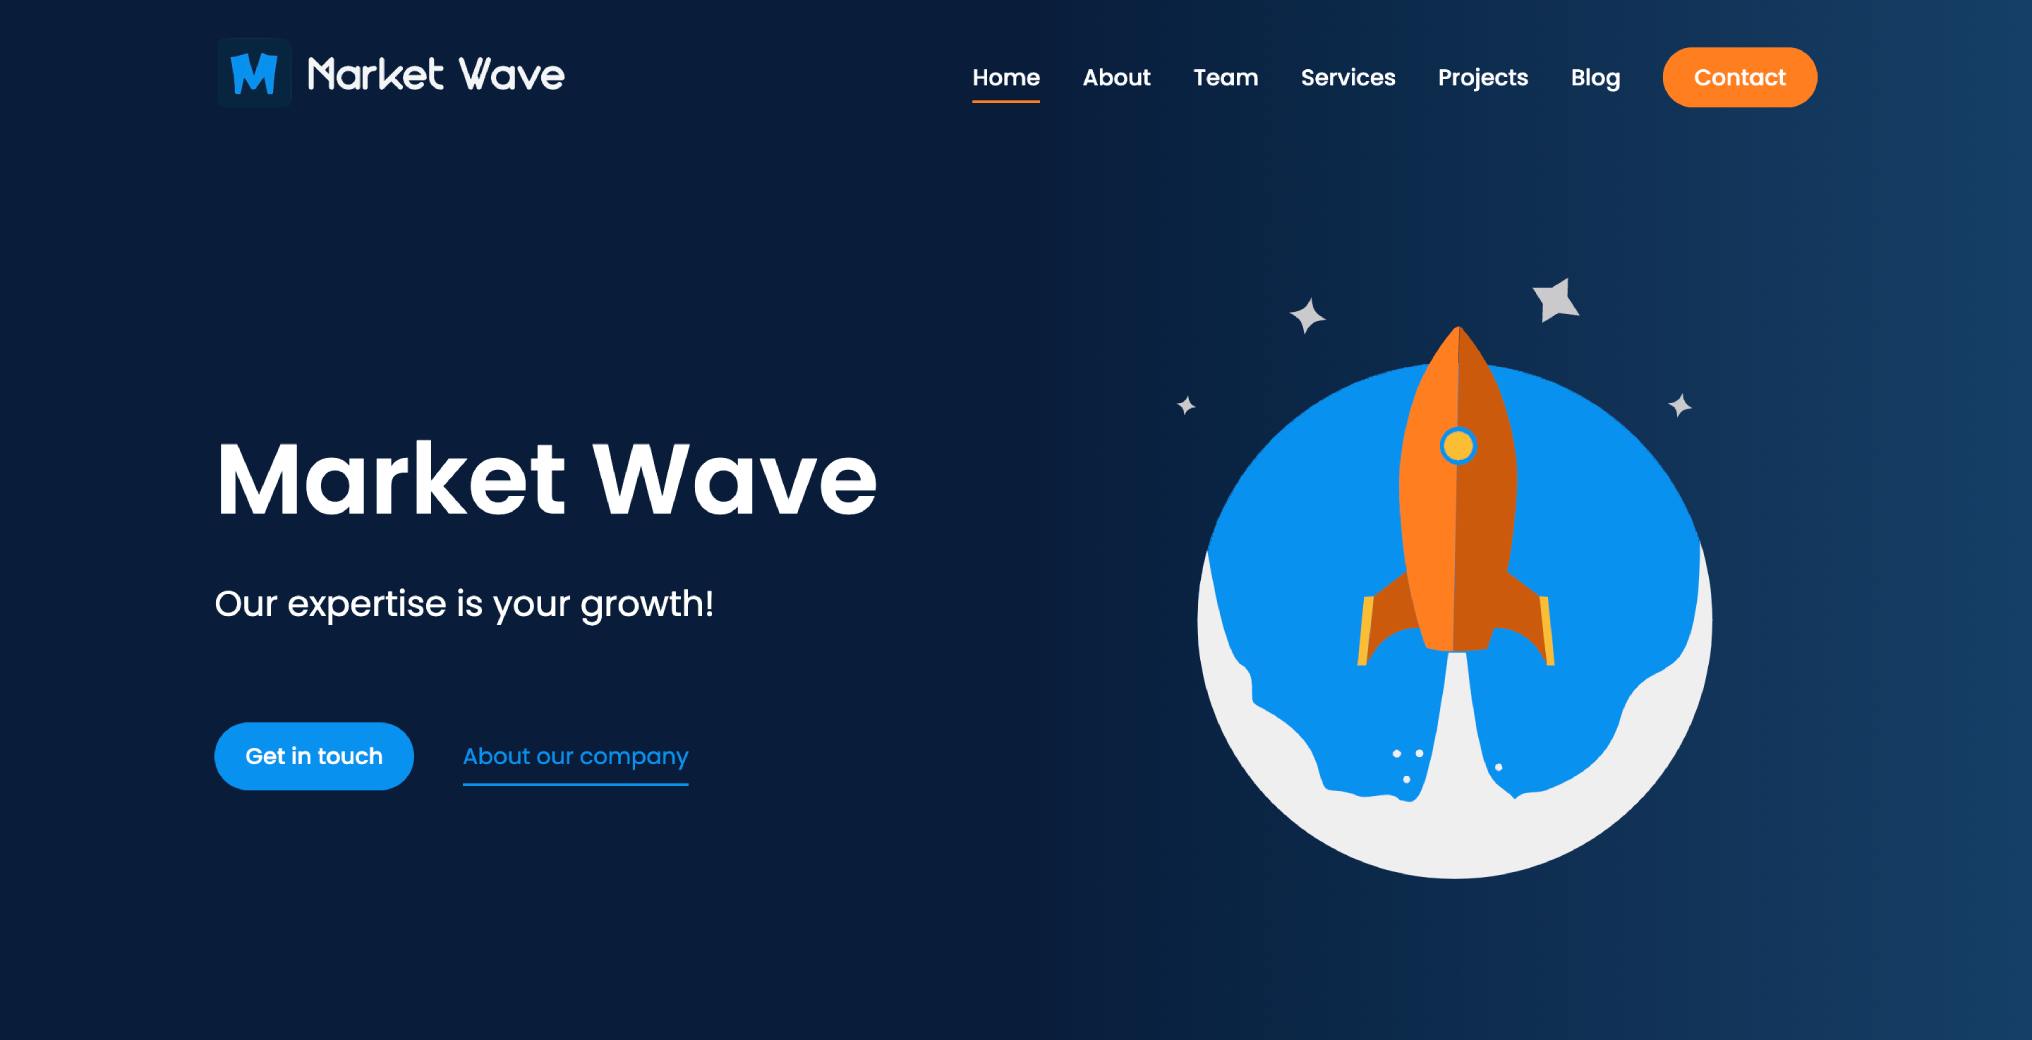 M Market Wave
Home About Team Services Projects Blog Contact
Market Wave
Our expertise is your growth!
Get in touch About our company